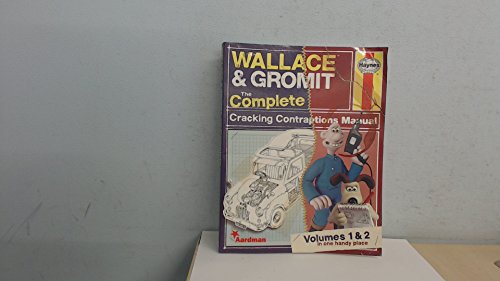 WALLACE
& GROMIT
The
Complete
Cracking Contraptions Manual
Haynes
Aardman
Volumes 1 & 2
in one handy place